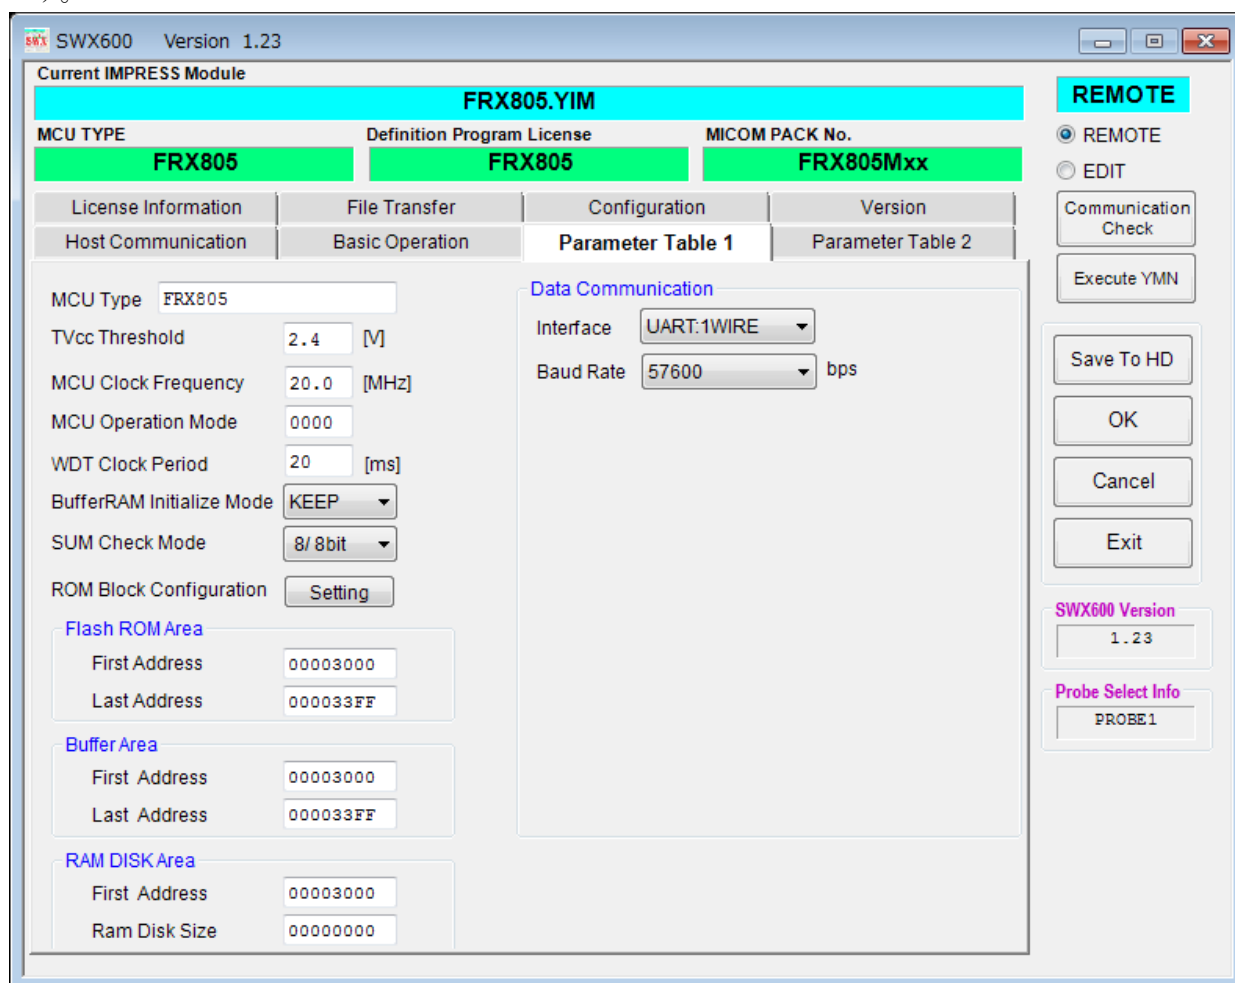 SWX600 Version 1.23
Current IMPRESS Module
FRX805.YIM
MCU TYPE Definition Program License MICOM PACK No.
FRX805 FRX805 FRX805Mxx
License Information File Transfer Configuration Version
Host Communication Basic Operation Parameter Table 1 Parameter Table 2
MCU Type FRX805
TVcc Threshold 2.4 [V]
MCU Clock Frequency 20.0 [MHz]
MCU Operation Mode 0000
WDT Clock Period 20 [ms]
BufferRAM Initialize Mode KEEP
SUM Check Mode 8/ 8bit
ROM Block Configuration Setting
Flash ROM Area
First Address 00003000
Last Address 000033FF
Buffer Area
First Address 00003000
Last Address 000033FF
RAM DISK Area
First Address 00003000
Ram Disk Size 00000000
Data Communication
Interface UART:1WIRE
Baud Rate 57600 bps
REMOTE
REMOTE
EDIT
Communication
Check
Execute YMN
Save To HD
OK
Cancel
Exit
SWX600 Version
1.23
Probe Select Info
PROBE1